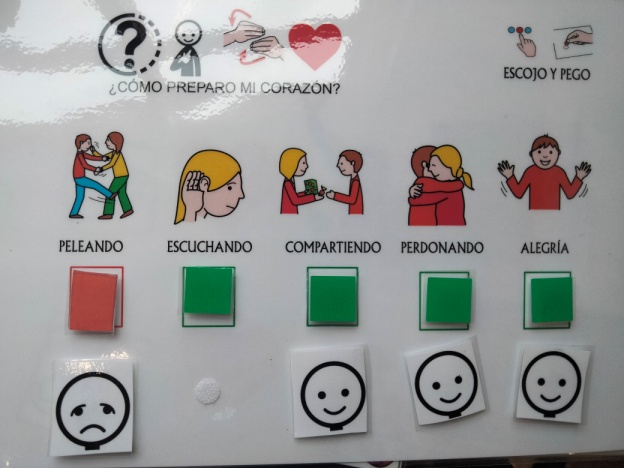 ¿CÓMO PREPARO MI CORAZÓN?
ESCOJO Y PEGO
PELEANDO
ESCUCHANDO
COMPARTIENDO
PERDONANDO
ALEGRÍA